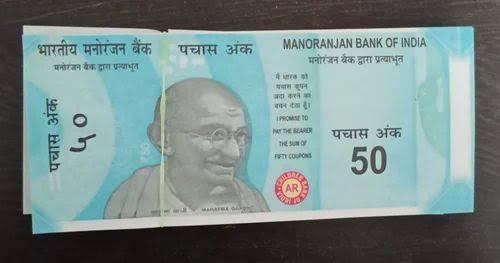 भारतीय मनोरंजन बैंक
मनोरंजन बैंक द्वारा प्रत्याभूत
पचास अंक
५०
पचास अंक
MANORANJAN BANK OF INDIA
मनोरंजन बैंक द्वारा प्रत्याभूत
मैं धारक को
पचास कूपन
अदा करने का
वचन देता हूँ।
I PROMISE TO
PAY THE BEARER
THE SUM OF
FIFTY COUPONS
पचास अंक
50
CHILDREN BANK OF INDIA
AR
MAHATMA GANDHI